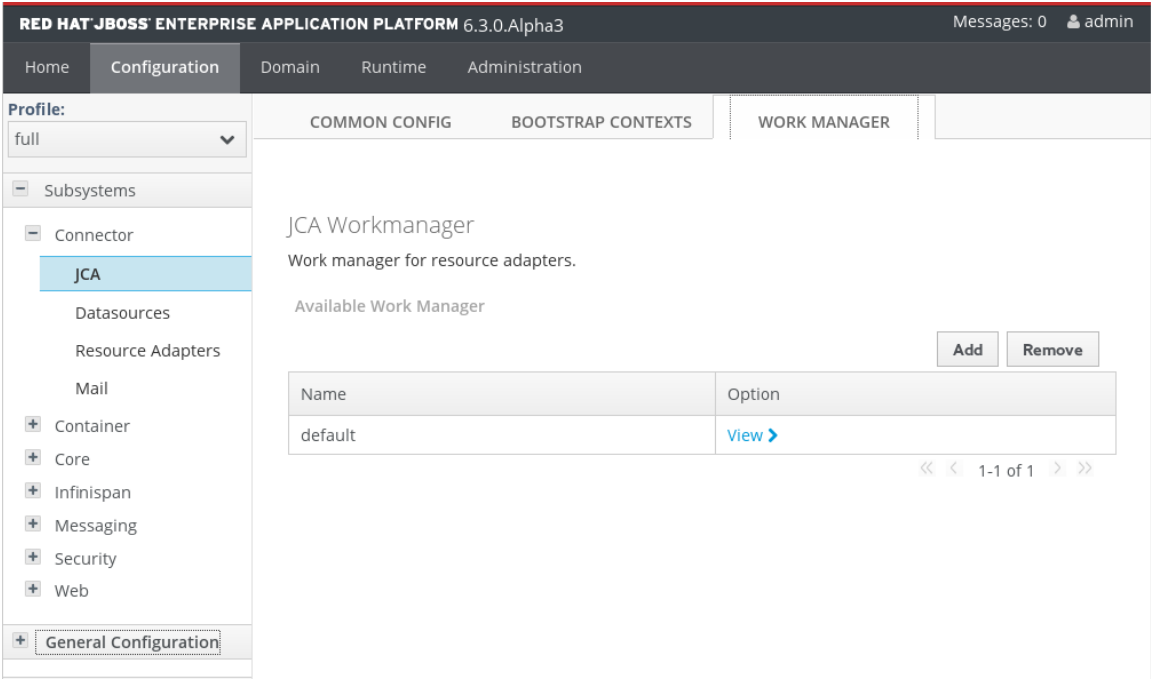 RED HAT® JBOSS® ENTERPRISE APPLICATION PLATFORM 6.3.0.Alpha3
Messages: 0 admin
Home Configuration Domain Runtime Administration
Profile:
full
COMMON CONFIG BOOTSTRAP CONTEXTS WORK MANAGER
Subsystems
Connector
JCA
Datasources
Resource Adapters
Mail
Container
Core
Infinispan
Messaging
Security
Web
General Configuration
JCA Workmanager
Work manager for resource adapters.
Available Work Manager
Add Remove
Name Option
default View
1-1 of 1